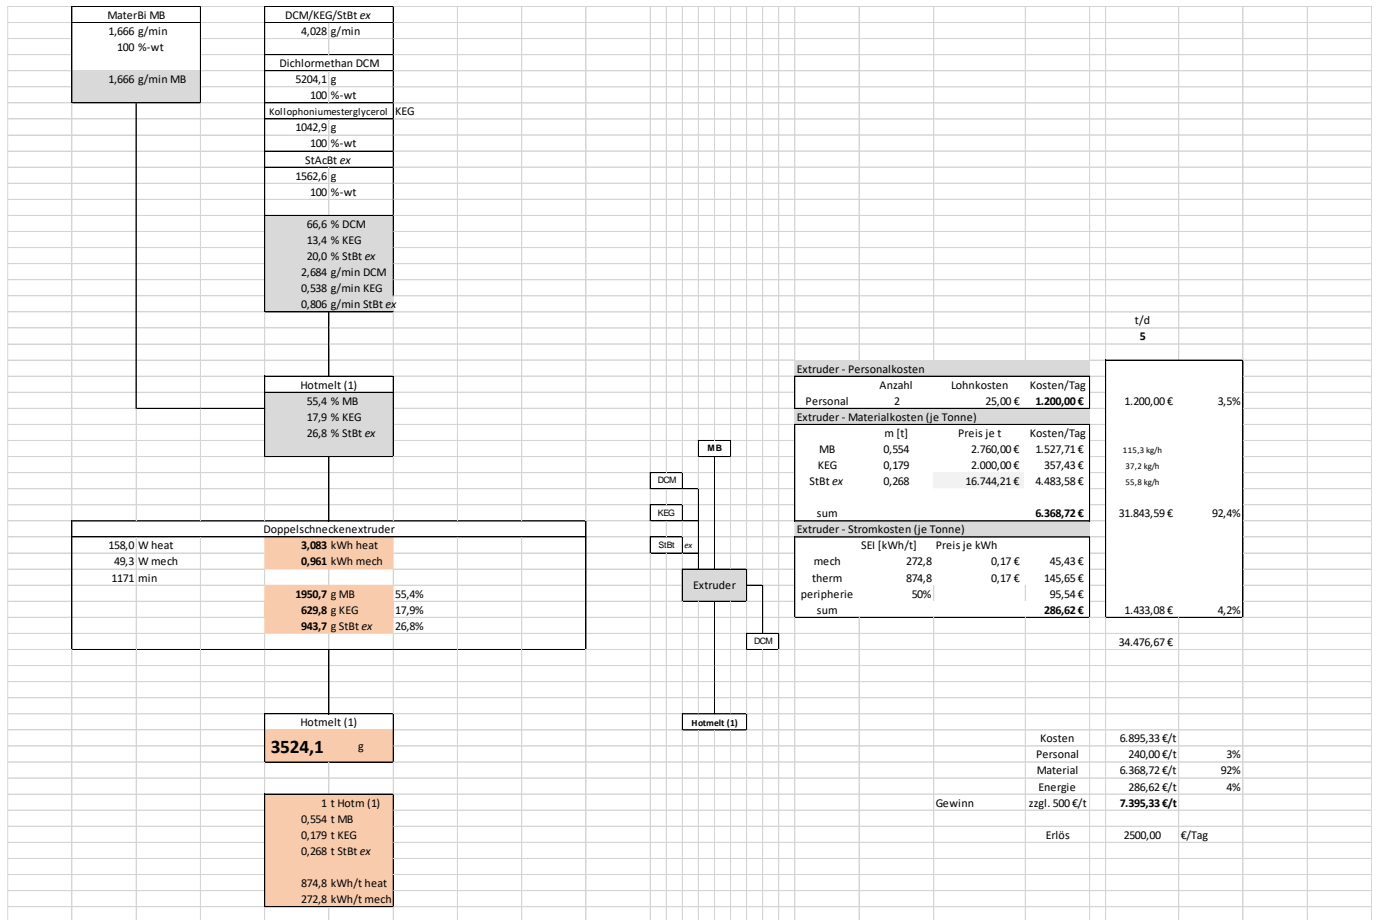 MaterBi MB
1,666 g/min
100 %-wt
1,666 g/min MB
DCM/KEG/StBt ex
4,028 g/min
Dichlormethan DCM
5204,1 g
100 %-wt
Kollophoniumesterglycerol KEG
1042,9 g
100 %-wt
StAcBt ex
1562,6 g
100 %-wt
66,6 % DCM
13,4 % KEG
20,0 % StBt ex
2,684 g/min DCM
0,538 g/min KEG
0,806 g/min StBt ex
Hotmelt (1)
55,4 % MB
17,9 % KEG
26,8 % StBt ex
Doppelschneckenextruder
158,0 W heat 3,083 kWh heat
49,3 W mech 0,961 kWh mech
1171 min
1950,7 g MB 55,4%
629,8 g KEG 17,9%
943,7 g StBt ex 26,8%
Hotmelt (1)
3524,1 g
1 t Hotm (1)
0,554 t MB
0,179 t KEG
0,268 t StBt ex
874,8 kWh/t heat
272,8 kWh/t mech
MB
DCM
KEG
StBt ex
Extruder
DCM
Hotmelt (1)
t/d
5
Extruder - Personalkosten
Anzahl Lohnkosten Kosten/Tag
Personal 2 25,00 € 1.200,00 € 1.200,00 € 3,5%
Extruder - Materialkosten (je Tonne)
m [t] Preis je t Kosten/Tag
MB 0,554 2.760,00 € 1.527,71 € 115,3 kg/h
KEG 0,179 2.000,00 € 357,43 € 37,2 kg/h
StBt ex 0,268 16.744,21 € 4.483,58 € 55,8 kg/h
sum 6.368,72 € 31.843,59 € 92,4%
Extruder - Stromkosten (je Tonne)
SEI [kWh/t] Preis je kWh
mech 272,8 0,17 € 45,43 €
therm 874,8 0,17 € 145,65 €
peripherie 50% 95,54 €
sum 286,62 € 1.433,08 € 4,2%
34.476,67 €
Kosten 6.895,33 €/t
Personal 240,00 €/t 3%
Material 6.368,72 €/t 92%
Energie 286,62 €/t 4%
Gewinn zzgl. 500 €/t 7.395,33 €/t
Erlös 2500,00 €/Tag